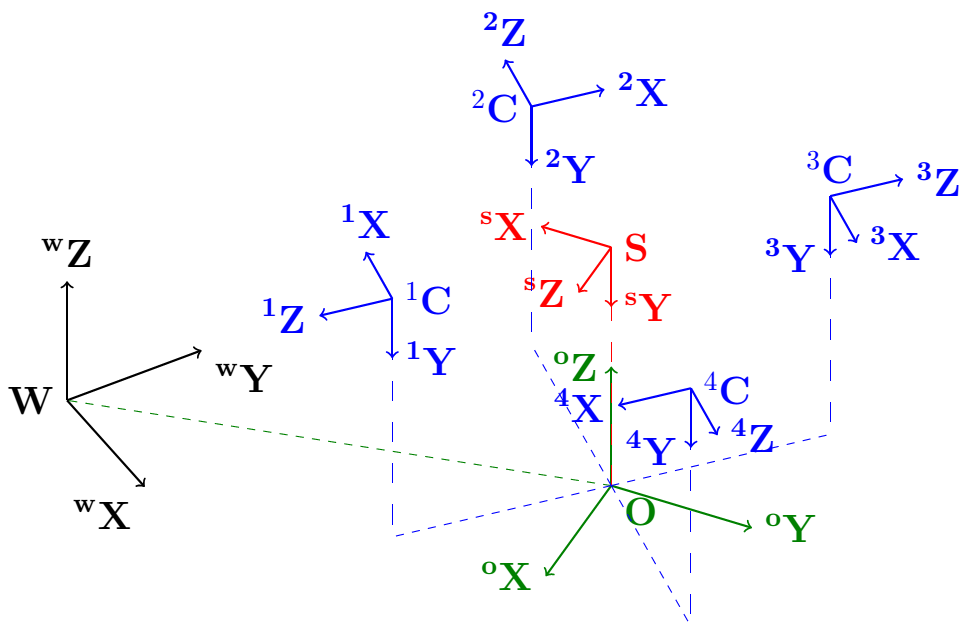 ²Z
²C
²X
²Y
³C
³Z
¹X
ˢX
S
³Y
³X
ʷZ
¹Z
¹C
ˢZ
ˢY
¹Y
ᵒZ
ʷY
W
⁴X
⁴C
⁴Y
⁴Z
ʷX
O
ᵒY
ᵒX